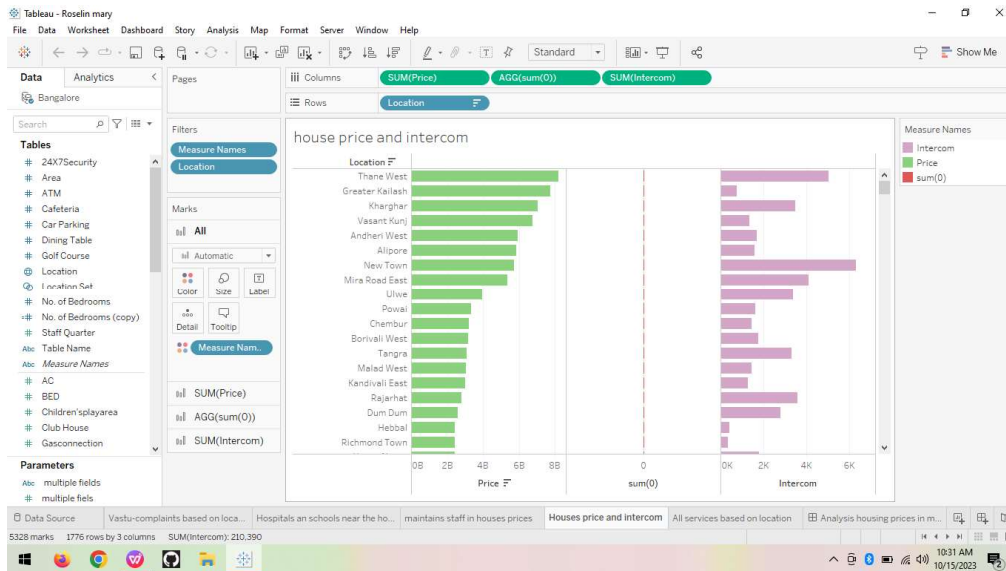 Tableau - Roselin mary
File Data Worksheet Dashboard Story Analysis Map Format Server Window Help
Standard
Show Me
Data Analytics
Bangalore
Search
Tables
24X7Security
Area
ATM
Cafeteria
Car Parking
Dining Table
Golf Course
Location
Location Set
No. of Bedrooms
No. of Bedrooms (copy)
Staff Quarter
Abc Table Name
Abc Measure Names
AC
BED
Children'splayarea
Club House
Gasconnection
Parameters
Abc multiple fields
multiple fiels
Pages
Filters
Measure Names
Location
Marks
All
Automatic
Color Size Label
Detail Tooltip
Measure Nam..
SUM(Price)
AGG(sum(0))
SUM(Intercom)
Columns SUM(Price) AGG(sum(0)) SUM(Intercom)
Rows Location
house price and intercom
Location
Thane West
Greater Kailash
Kharghar
Vasant Kunj
Andheri West
Alipore
New Town
Mira Road East
Ulwe
Powai
Chembur
Borivali West
Tangra
Malad West
Kandivali East
Rajarhat
Dum Dum
Hebbal
Richmond Town
0B 2B 4B 6B 8B 0 0K 2K 4K 6K
Price sum(0) Intercom
Measure Names
Intercom
Price
sum(0)
Data Source Vastu-complaints based on loca... Hospitals an schools near the ho... maintains staff in houses prices Houses price and intercom All services based on location Analysis housing prices in m...
5328 marks 1776 rows by 3 columns SUM(Intercom): 210,390
10:31 AM
10/15/2023